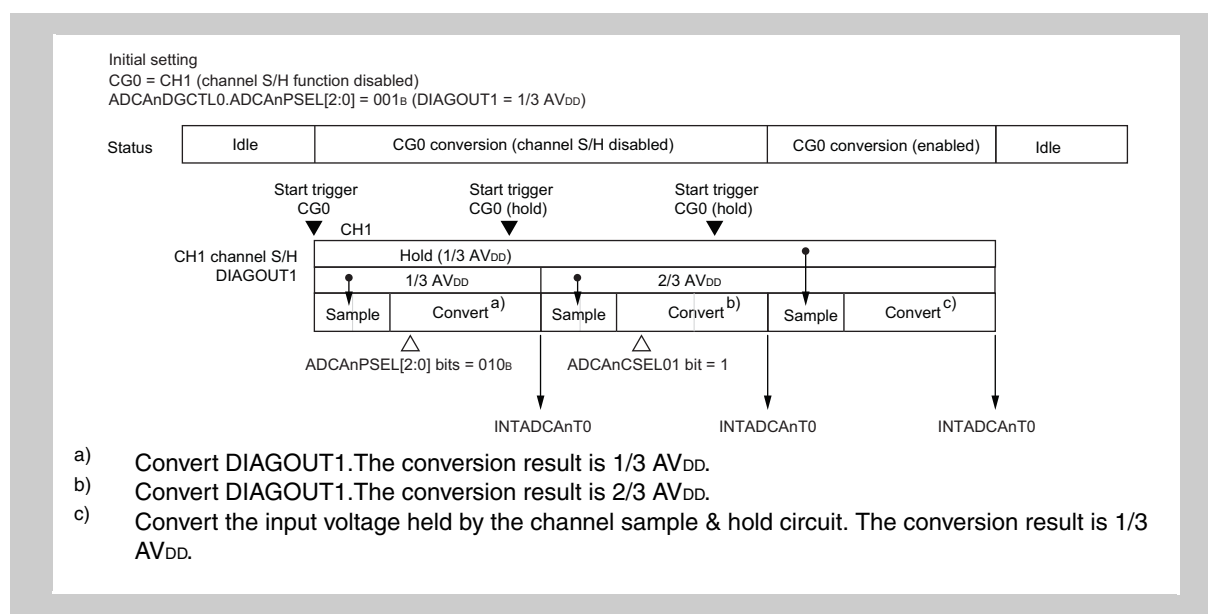 Initial setting
CG0 = CH1 (channel S/H function disabled)
ADCAnDGCTL0.ADCAnPSEL[2:0] = 001B (DIAGOUT1 = 1/3 AVDD)
Status Idle CG0 conversion (channel S/H disabled) CG0 conversion (enabled) Idle
Start trigger Start trigger Start trigger
CG0 CG0 (hold) CG0 (hold)
CH1
CH1 channel S/H Hold (1/3 AVDD)
DIAGOUT1 1/3 AVDD 2/3 AVDD
Sample Convert a) Sample Convert b) Sample Convert c)
ADCAnPSEL[2:0] bits = 010B ADCAnCSEL01 bit = 1
INTADCAnT0 INTADCAnT0 INTADCAnT0
a) Convert DIAGOUT1.The conversion result is 1/3 AVDD.
b) Convert DIAGOUT1.The conversion result is 2/3 AVDD.
c) Convert the input voltage held by the channel sample & hold circuit. The conversion result is 1/3
AVDD.